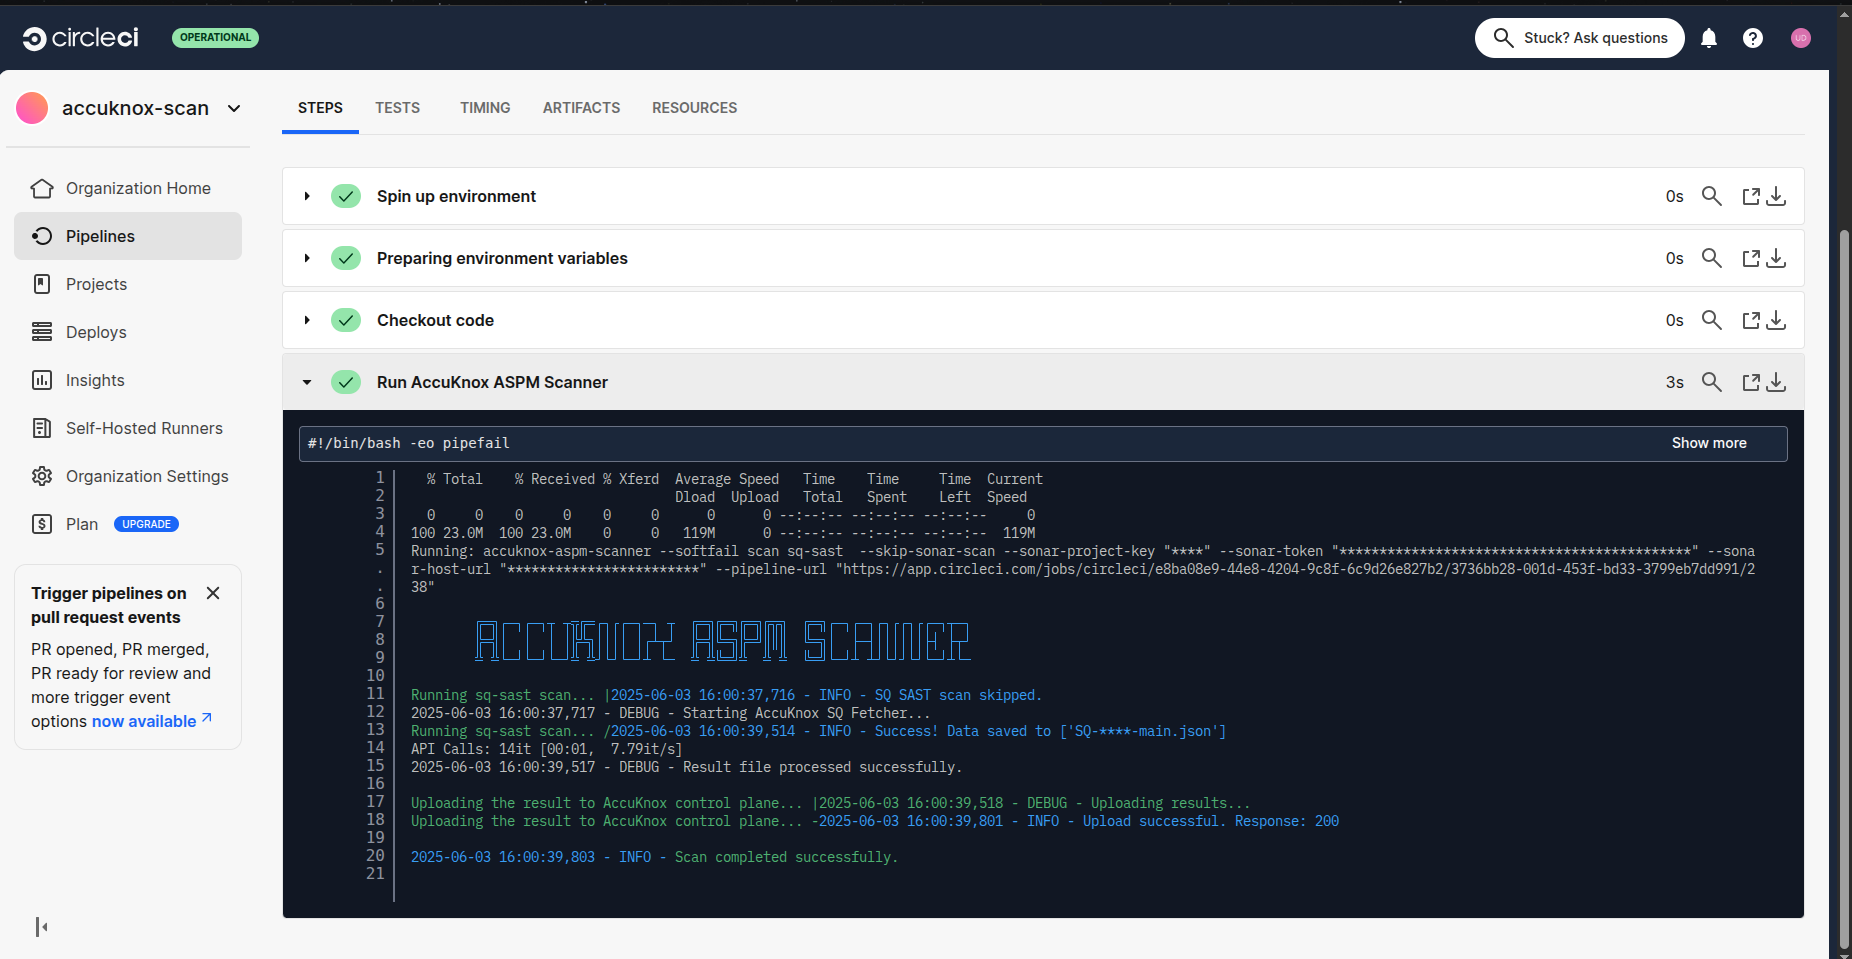 circleci
OPERATIONAL
Stuck? Ask questions
UD
accuknox-scan
Organization Home
Pipelines
Projects
Deploys
Insights
Self-Hosted Runners
Organization Settings
Plan UPGRADE
Trigger pipelines on
pull request events
PR opened, PR merged,
PR ready for review and
more trigger event
options now available
STEPS TESTS TIMING ARTIFACTS RESOURCES
Spin up environment 0s
Preparing environment variables 0s
Checkout code 0s
Run AccuKnox ASPM Scanner 3s
#!/bin/bash -eo pipefail Show more
1 % Total % Received % Xferd Average Speed Time Time Time Current
2 Dload Upload Total Spent Left Speed
3 0 0 0 0 0 0 0 0 --:--:-- --:--:-- --:--:-- 0
4 100 23.0M 100 23.0M 0 0 119M 0 --:--:-- --:--:-- --:--:-- 119M
5 Running: accuknox-aspm-scanner --softfail scan sq-sast --skip-sonar-scan --sonar-project-key "****" --sonar-token "********************************************" --sona
. r-host-url "************************" --pipeline-url "https://app.circleci.com/jobs/circleci/e8ba08e9-44e8-4204-9c8f-6c9d26e827b2/3736bb28-001d-453f-bd33-3799eb7dd991/2
. 38"
6
7
8 ACCUKNOX ASPM SCANNER
9
10
11 Running sq-sast scan... |2025-06-03 16:00:37,716 - INFO - SQ SAST scan skipped.
12 2025-06-03 16:00:37,717 - DEBUG - Starting AccuKnox SQ Fetcher...
13 Running sq-sast scan... /2025-06-03 16:00:39,514 - INFO - Success! Data saved to ['SQ-****-main.json']
14 API Calls: 14it [00:01, 7.79it/s]
15 2025-06-03 16:00:39,517 - DEBUG - Result file processed successfully.
16
17 Uploading the result to AccuKnox control plane... |2025-06-03 16:00:39,518 - DEBUG - Uploading results...
18 Uploading the result to AccuKnox control plane... -2025-06-03 16:00:39,801 - INFO - Upload successful. Response: 200
19
20 2025-06-03 16:00:39,803 - INFO - Scan completed successfully.
21